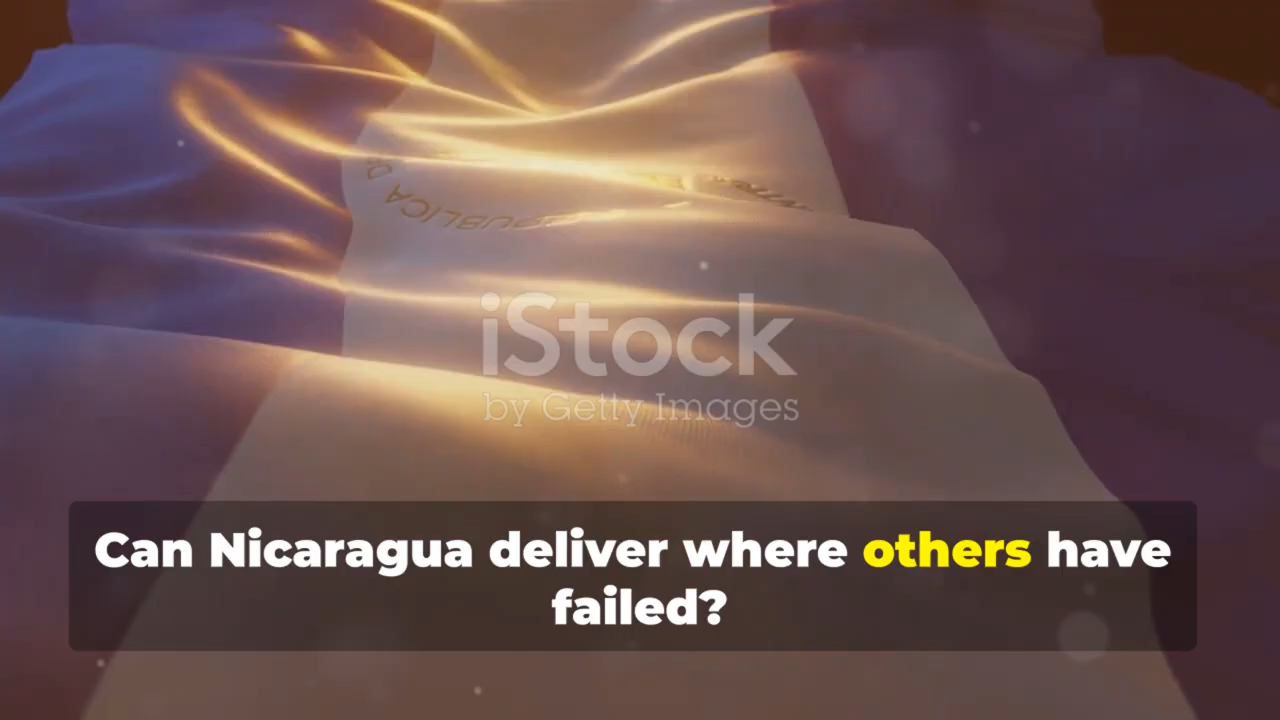 iStock
by Getty Images
Can Nicaragua deliver where others have
failed?